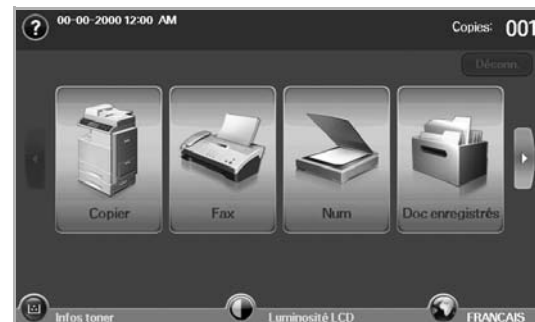 ? 00-00-2000 12:00 AM Copies: 001
Déconn.
Copier Fax Num Doc enregistrés
Infos toner Luminosité LCD FRANCAIS